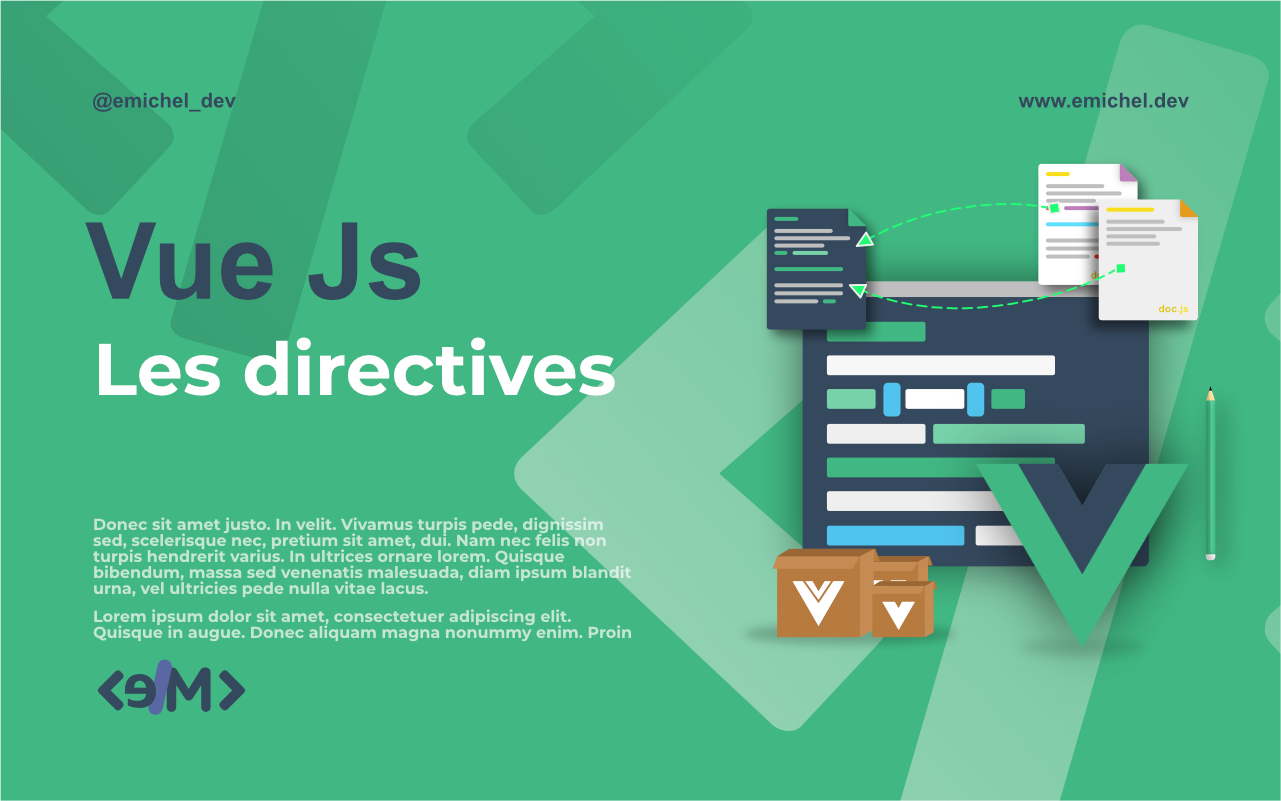 @emichel_dev
www.emichel.dev
Vue Js
Les directives
doc.js
Donec sit amet justo. In velit. Vivamus turpis pede, dignissim
sed, scelerisque nec, pretium sit amet, dui. Nam nec felis non
turpis hendrerit varius. In ultrices ornare lorem. Quisque
bibendum, massa sed venenatis malesuada, diam ipsum blandit
urna, vel ultricies pede nulla vitae lacus.
Lorem ipsum dolor sit amet, consectetuer adipiscing elit.
Quisque in augue. Donec aliquam magna nonummy enim. Proin
<e/M>